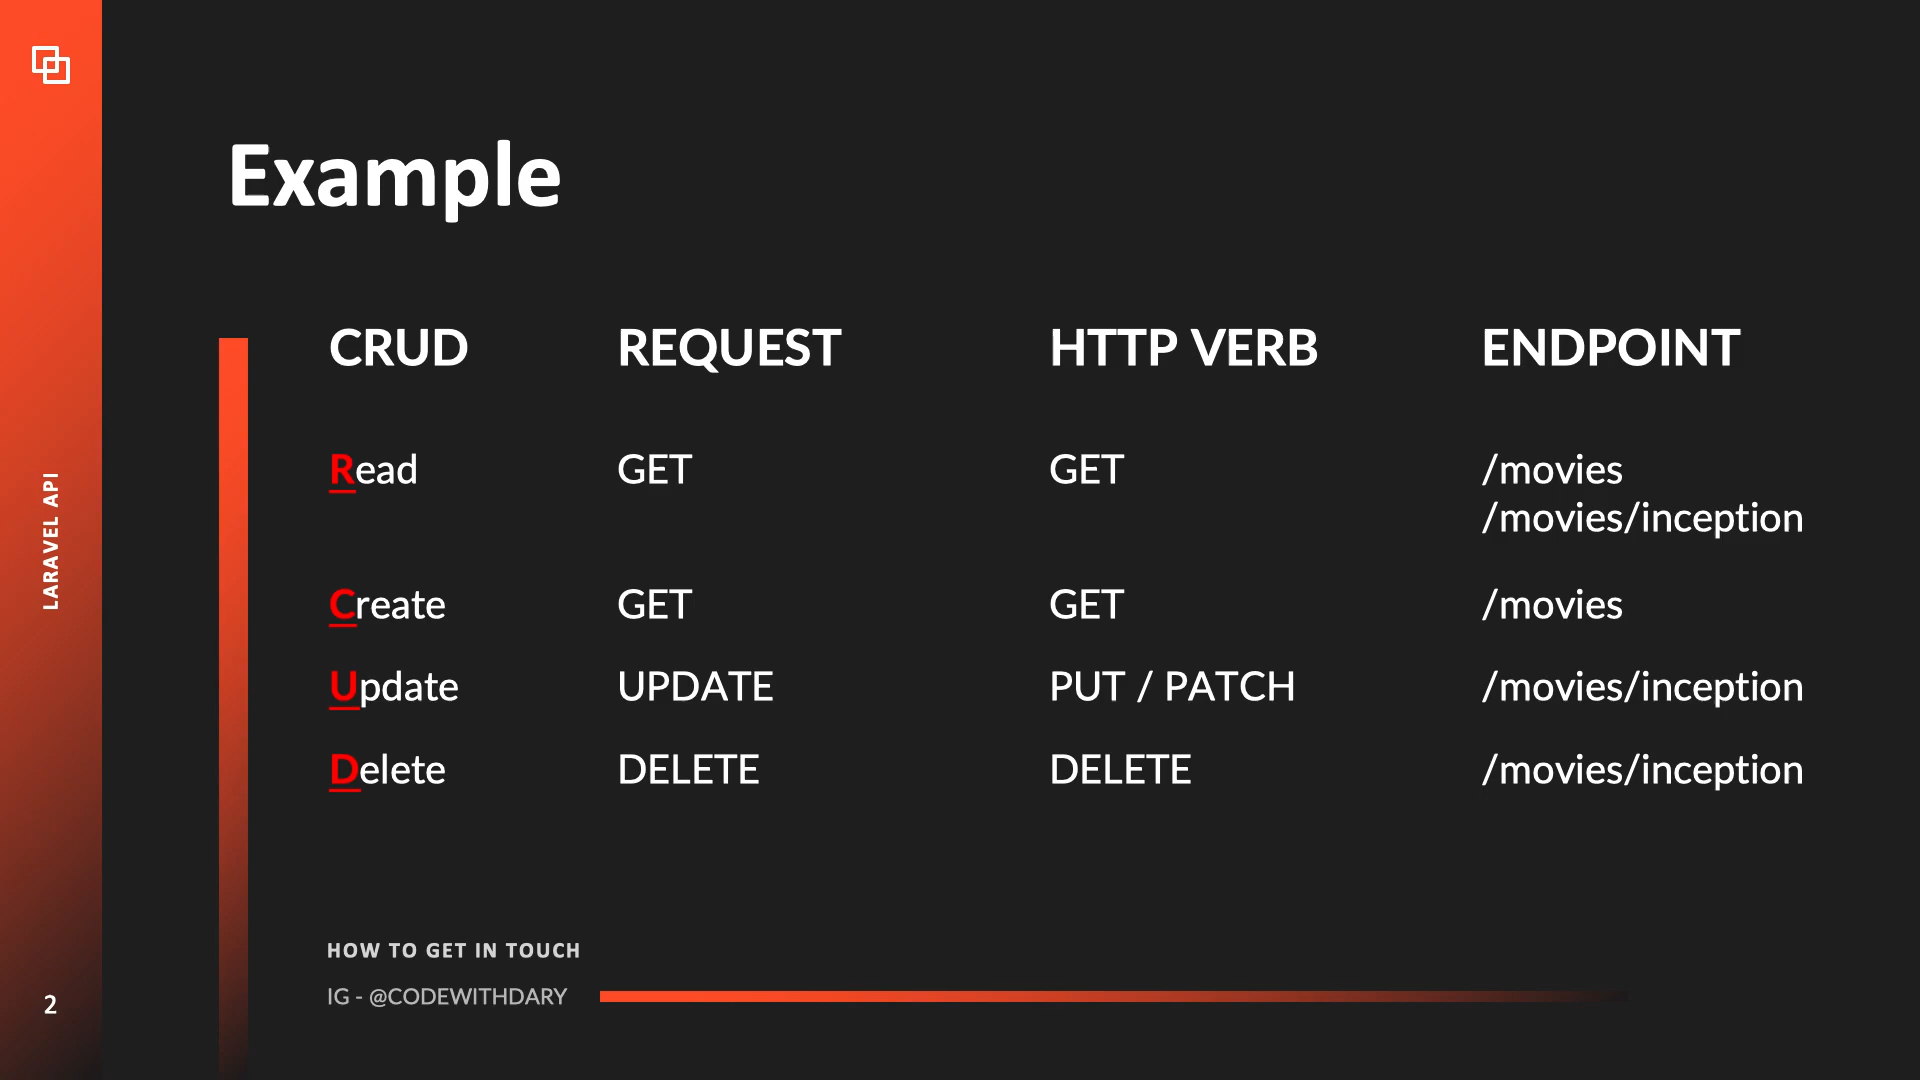 Example
CRUD REQUEST HTTP VERB ENDPOINT
Read GET GET /movies
/movies/inception
Create GET GET /movies
Update UPDATE PUT / PATCH /movies/inception
Delete DELETE DELETE /movies/inception
HOW TO GET IN TOUCH
IG - @CODEWITHDARY
LARAVEL API
2